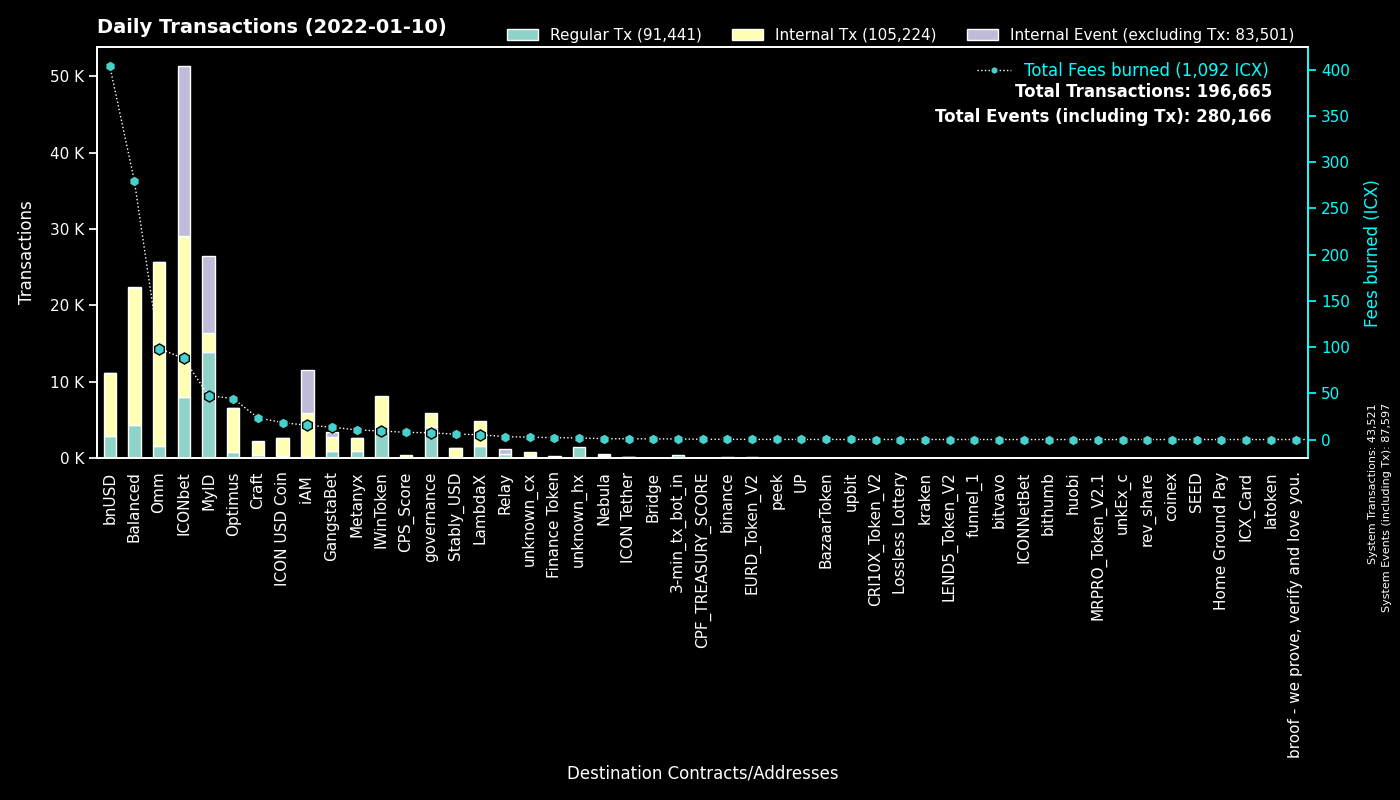 Daily Transactions (2022-01-10)
Regular Tx (91,441)
Internal Tx (105,224)
Internal Event (excluding Tx: 83,501)
Total Fees burned (1,092 ICX)
Total Transactions: 196,665
Total Events (including Tx): 280,166
Transactions
50 K
40 K
30 K
20 K
10 K
0 K
400
350
300
250
200
150
100
50
0
Fees burned (ICX)
System Transactions: 43,521
System Events (including Tx): 87,597
bnUSD
Balanced
Omm
ICONbet
MyID
Optimus
Craft
ICON USD Coin
iAM
GangstaBet
Metanyx
IWinToken
CPS_Score
governance
Stably_USD
LambdaX
Relay
unknown_cx
Finance Token
unknown_hx
Nebula
ICON Tether
Bridge
3-min_tx_bot_in
CPF_TREASURY_SCORE
binance
EURD_Token_V2
peek
UP
BazaarToken
upbit
CRI10X_Token_V2
Lossless Lottery
kraken
LEND5_Token_V2
funnel_1
bitvavo
ICONNetBet
bithumb
huobi
MRPRO_Token_V2.1
unkEx_c
rev_share
coinex
SEED
Home Ground Pay
ICX_Card
latoken
broof - we prove, verify and love you.
Destination Contracts/Addresses